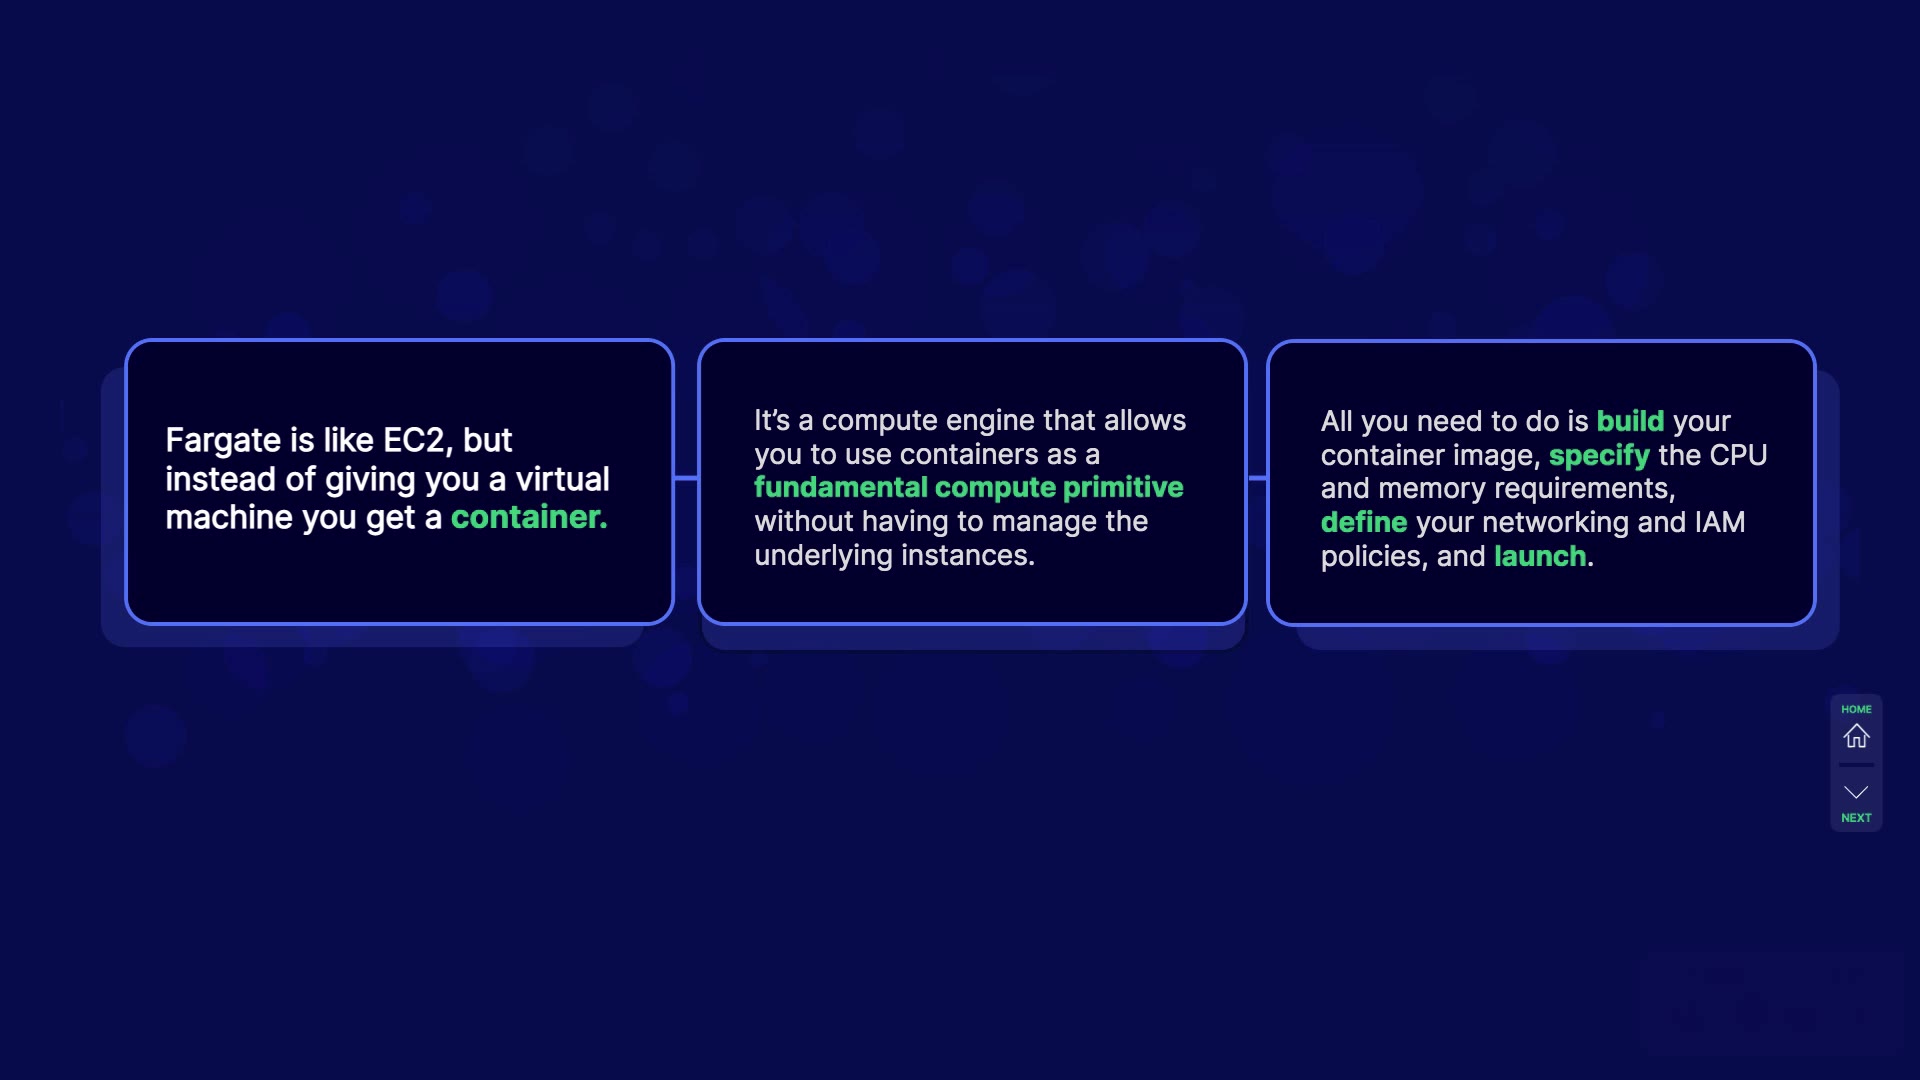 Fargate is like EC2, but
instead of giving you a virtual
machine you get a container.
It’s a compute engine that allows
you to use containers as a
fundamental compute primitive
without having to manage the
underlying instances.
All you need to do is build your
container image, specify the CPU
and memory requirements,
define your networking and IAM
policies, and launch.
HOME
NEXT